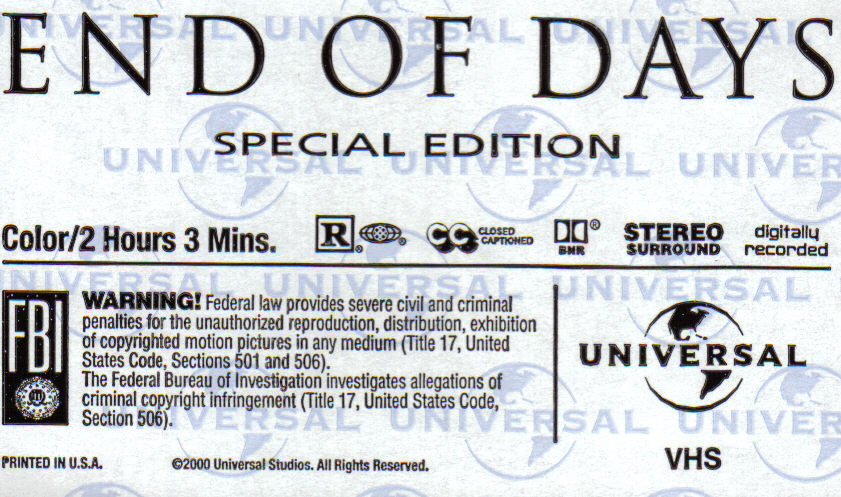 END OF DAYS
SPECIAL EDITION
Color/2 Hours 3 Mins. R ® ® CC CLOSED CAPTIONED DD ® BNR STEREO SURROUND digitally recorded
FBI
WARNING! Federal law provides severe civil and criminal
penalties for the unauthorized reproduction, distribution, exhibition
of copyrighted motion pictures in any medium (Title 17, United
States Code, Sections 501 and 506).
The Federal Bureau of Investigation investigates allegations of
criminal copyright infringement (Title 17, United States Code,
Section 506).
UNIVERSAL
VHS
PRINTED IN U.S.A. ©2000 Universal Studios. All Rights Reserved.